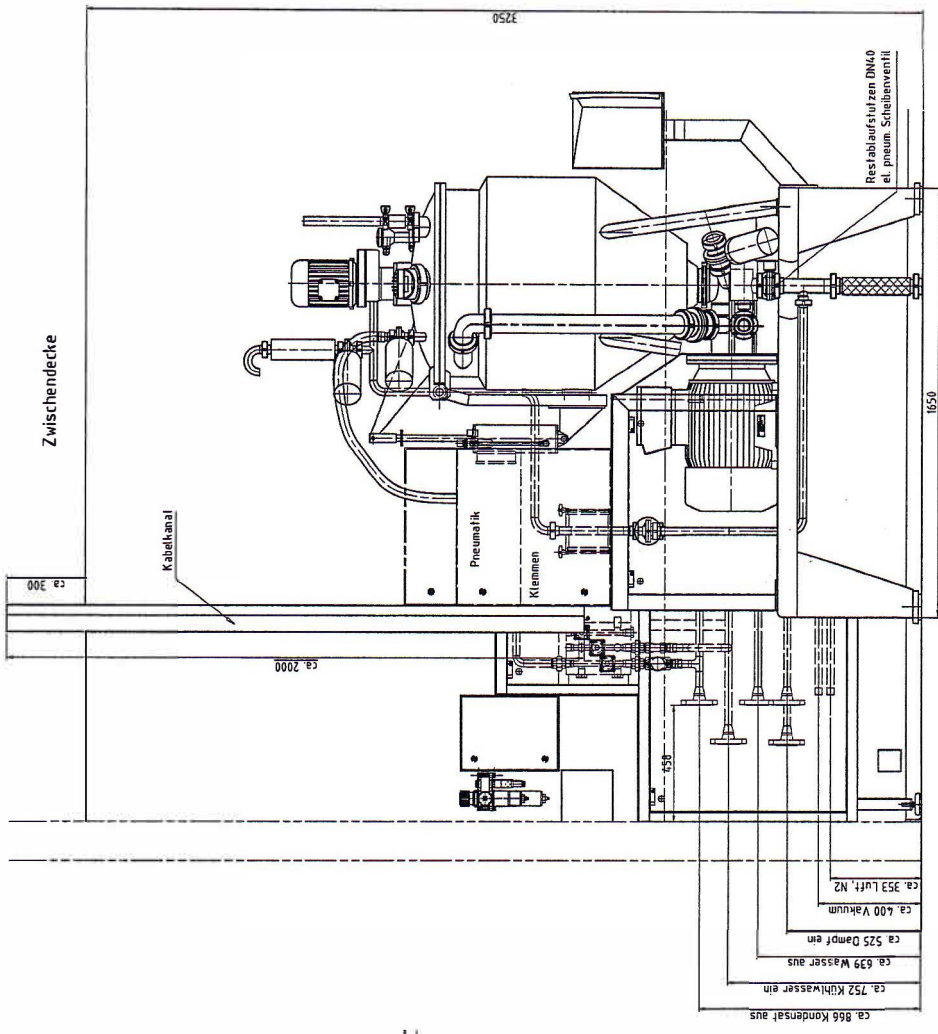 3250
Zwischendecke
Restablaufstutzen DN40
el. pneum. Scheibenventil
Kabelkanal
ca. 300
Pneumatik
Klemmen
ca. 2000
458
1650
ca. 353 Luft, N2
ca. 400 Vakuum
ca. 525 Dampf ein
ca. 639 Wasser aus
ca. 752 Kühlwasser ein
ca. 866 Kondensat aus